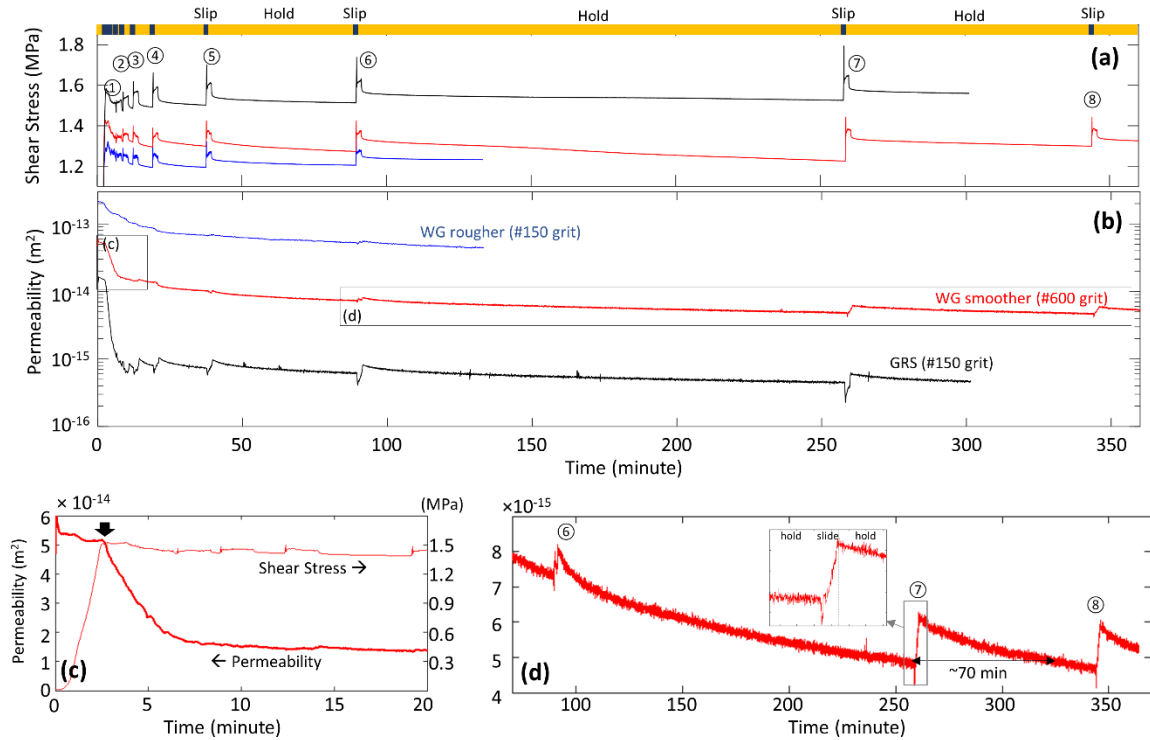 Slip Hold Slip Hold Slip Hold Slip
(a)
Shear Stress (MPa)
1.8
1.6
1.4
1.2
① ② ③ ④ ⑤ ⑥ ⑦ ⑧
(b)
Permeability (m²)
10⁻¹³
10⁻¹⁴
10⁻¹⁵
10⁻¹⁶
WG rougher (#150 grit)
(c)
WG smoother (#600 grit)
(d)
GRS (#150 grit)
0 50 100 150 200 250 300 350
Time (minute)
× 10⁻¹⁴
(MPa)
Permeability (m²)
6
5
4
3
2
1
0
1.5
1.2
0.9
0.6
0.3
Shear Stress →
← Permeability
(c)
0 5 10 15 20
Time (minute)
× 10⁻¹⁵
8
7
6
5
4
⑥
hold slide hold
⑦
⑧
~70 min
(d)
100 150 200 250 300 350
Time (minute)